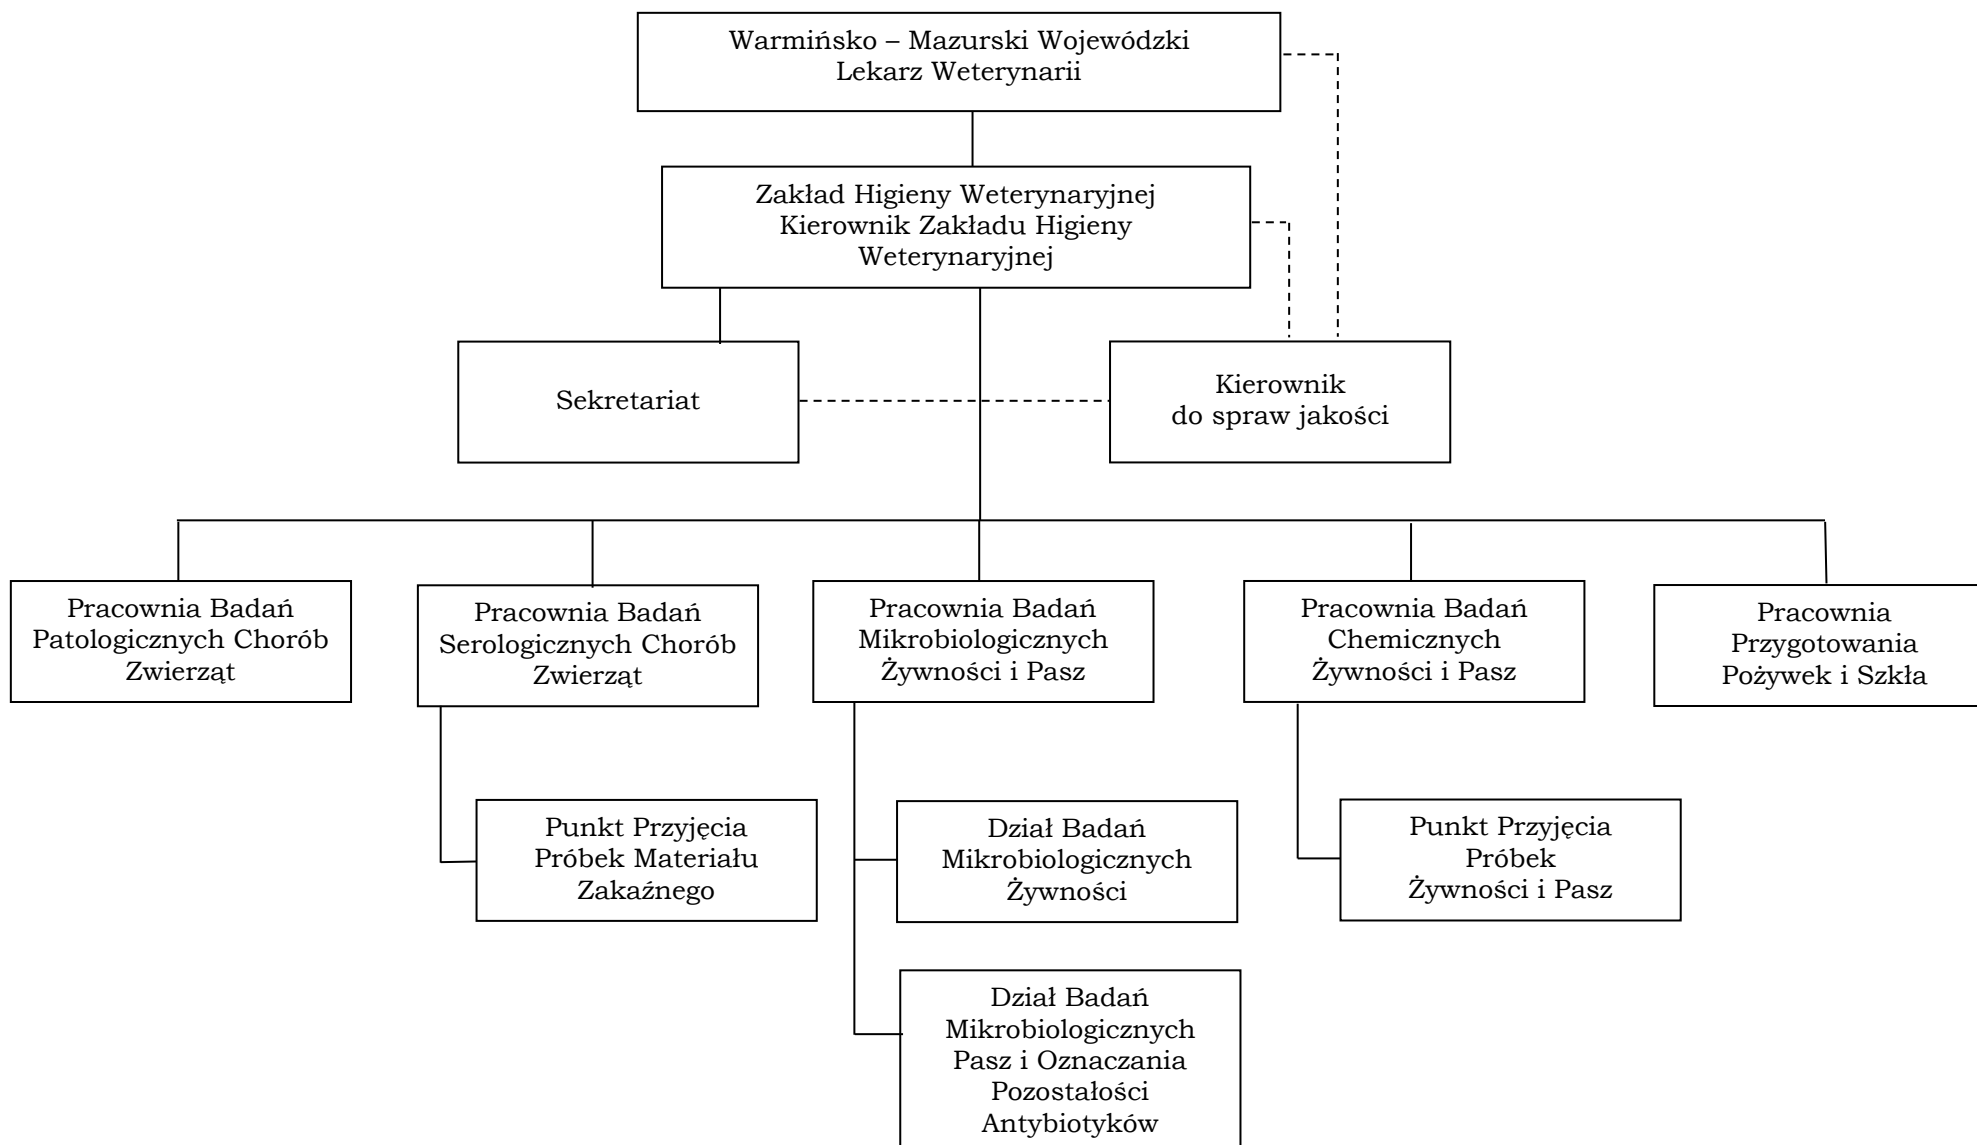 Warmińsko – Mazurski Wojewódzki
Lekarz Weterynarii
Zakład Higieny Weterynaryjnej
Kierownik Zakładu Higieny
Weterynaryjnej
Sekretariat
Kierownik
do spraw jakości
Pracownia Badań
Patologicznych Chorób
Zwierząt
Pracownia Badań
Serologicznych Chorób
Zwierząt
Pracownia Badań
Mikrobiologicznych
Żywności i Pasz
Pracownia Badań
Chemicznych
Żywności i Pasz
Pracownia
Przygotowania
Pożywek i Szkła
Punkt Przyjęcia
Próbek Materiału
Zakaźnego
Dział Badań
Mikrobiologicznych
Żywności
Punkt Przyjęcia
Próbek
Żywności i Pasz
Dział Badań
Mikrobiologicznych
Pasz i Oznaczania
Pozostałości
Antybiotyków